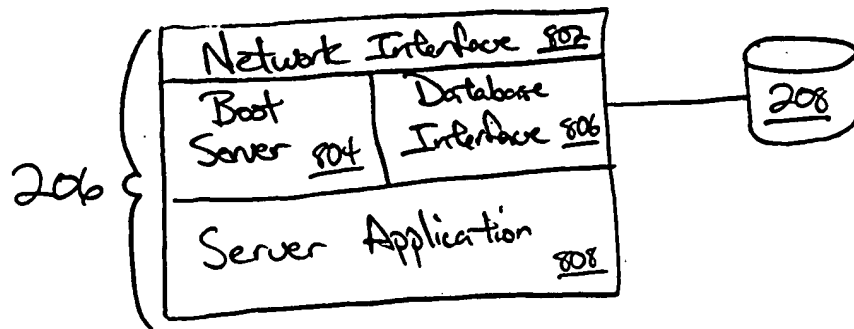 Network Interface 802
Boot
Server 804
Database
Interface 806
208
206
Server Application
808